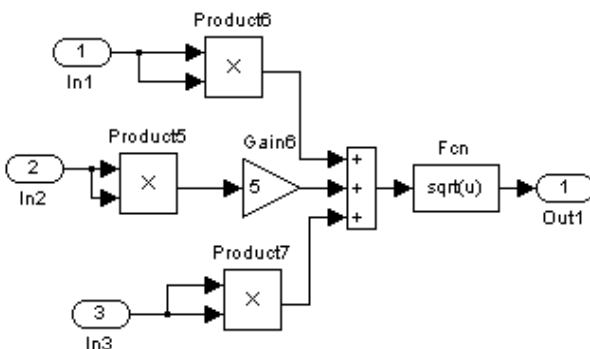 Product6
1
×
In1
Product5
Gain6
Fcn
2
×
5
+
+
+
sqrt(u)
1
In2
Out1
Product7
3
×
In3